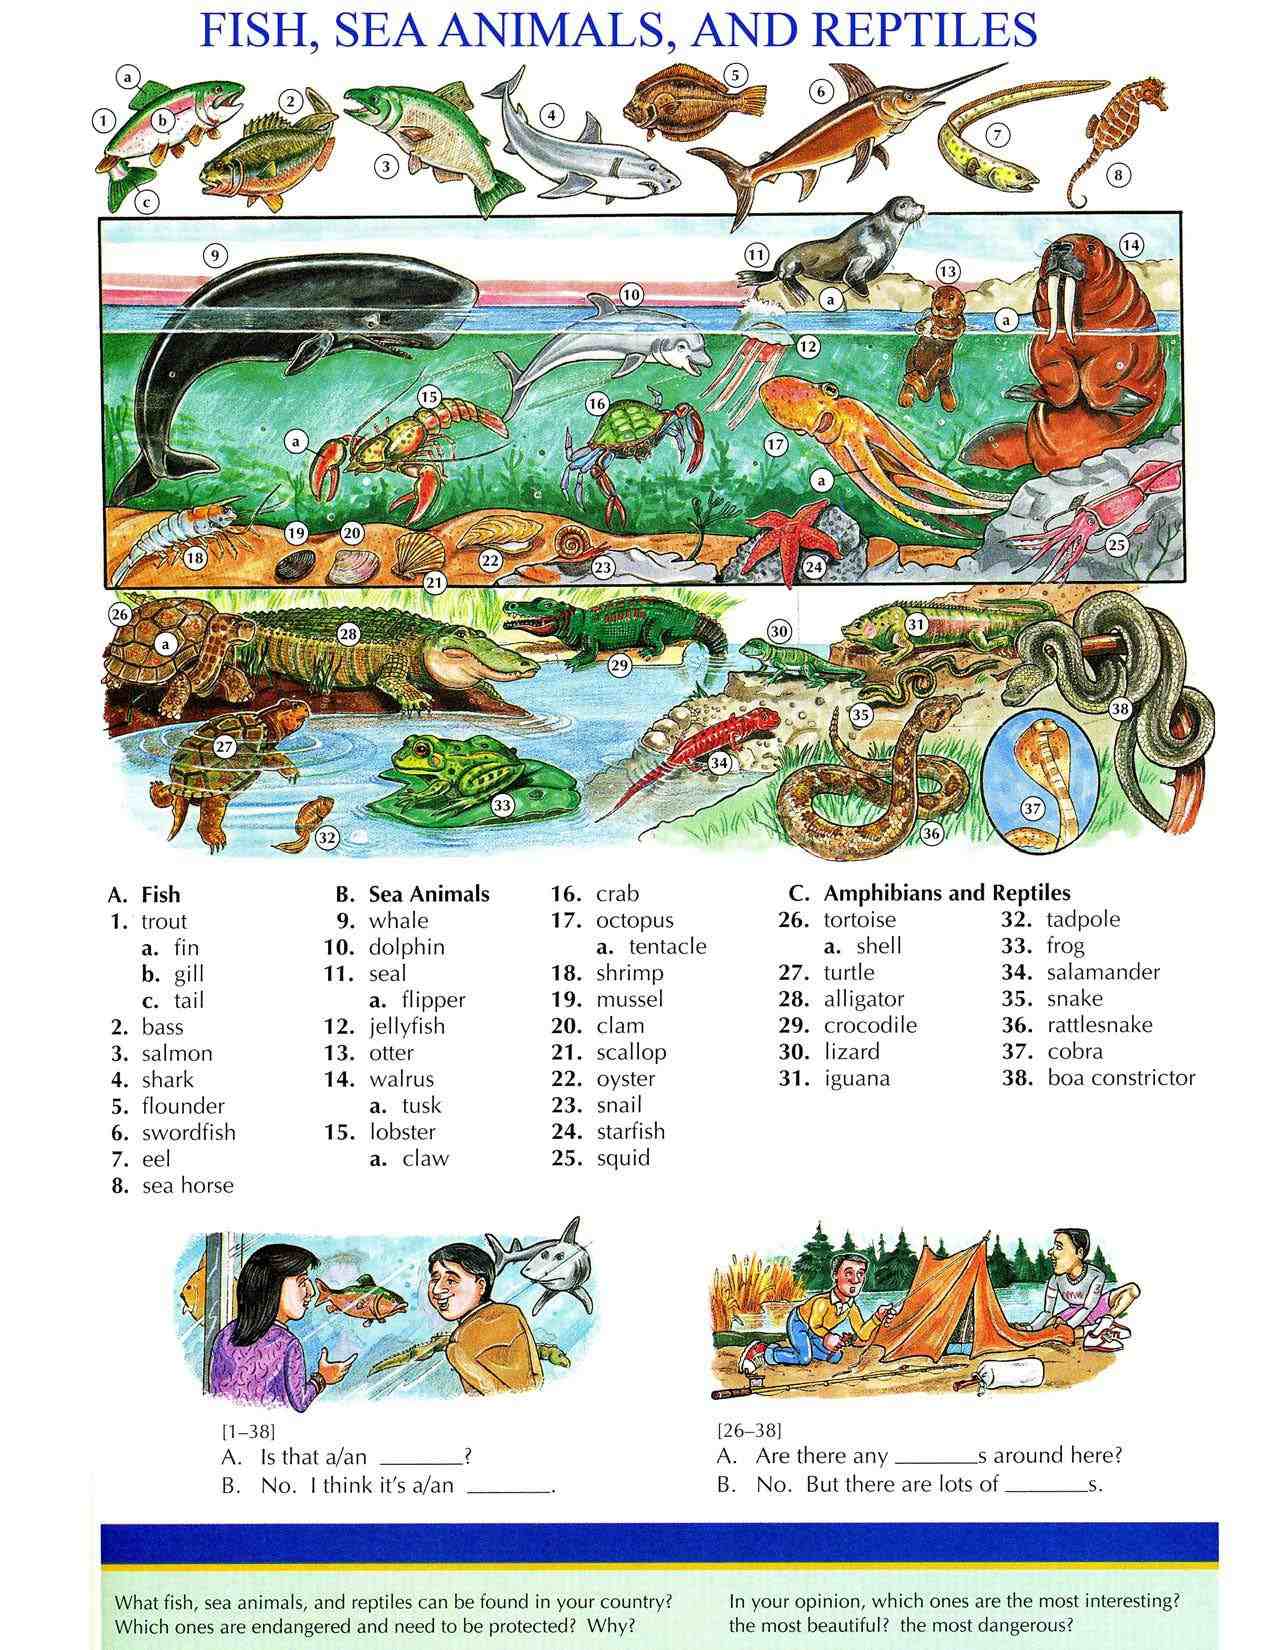 FISH, SEA ANIMALS, AND REPTILES
a
5
1
b
2
6
4
3
7
8
c
9
11
14
13
10
a
a
12
15
16
a
17
a
19
20
18
22
23
24
25
21
26
28
30
31
a
29
38
35
27
34
33
37
36
32
A. Fish
1. trout
a. fin
b. gill
c. tail
2. bass
3. salmon
4. shark
5. flounder
6. swordfish
7. eel
8. sea horse
B. Sea Animals
9. whale
10. dolphin
11. seal
a. flipper
12. jellyfish
13. otter
14. walrus
a. tusk
15. lobster
a. claw
16. crab
17. octopus
a. tentacle
18. shrimp
19. mussel
20. clam
21. scallop
22. oyster
23. snail
24. starfish
25. squid
C. Amphibians and Reptiles
26. tortoise
a. shell
27. turtle
28. alligator
29. crocodile
30. lizard
31. iguana
32. tadpole
33. frog
34. salamander
35. snake
36. rattlesnake
37. cobra
38. boa constrictor
[1–38]
A. Is that a/an ________?
B. No. I think it's a/an ________.
[26–38]
A. Are there any ________s around here?
B. No. But there are lots of ________s.
What fish, sea animals, and reptiles can be found in your country?
Which ones are endangered and need to be protected? Why?
In your opinion, which ones are the most interesting?
the most beautiful? the most dangerous?